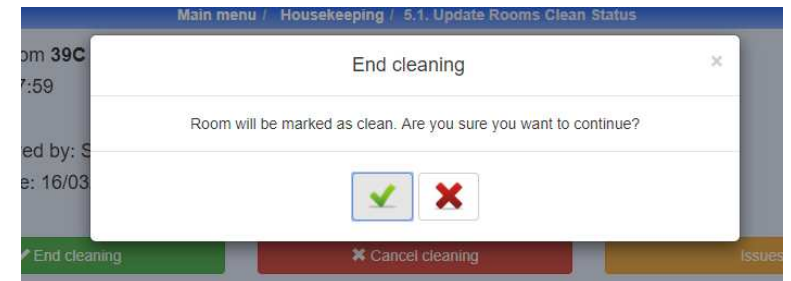 Main menu / Housekeeping / 5.1. Update Rooms Clean Status
om 39C
End cleaning
×
7:59
Room will be marked as clean. Are you sure you want to continue?
ed by: S
e: 16/03
End cleaning
Cancel cleaning
Issues